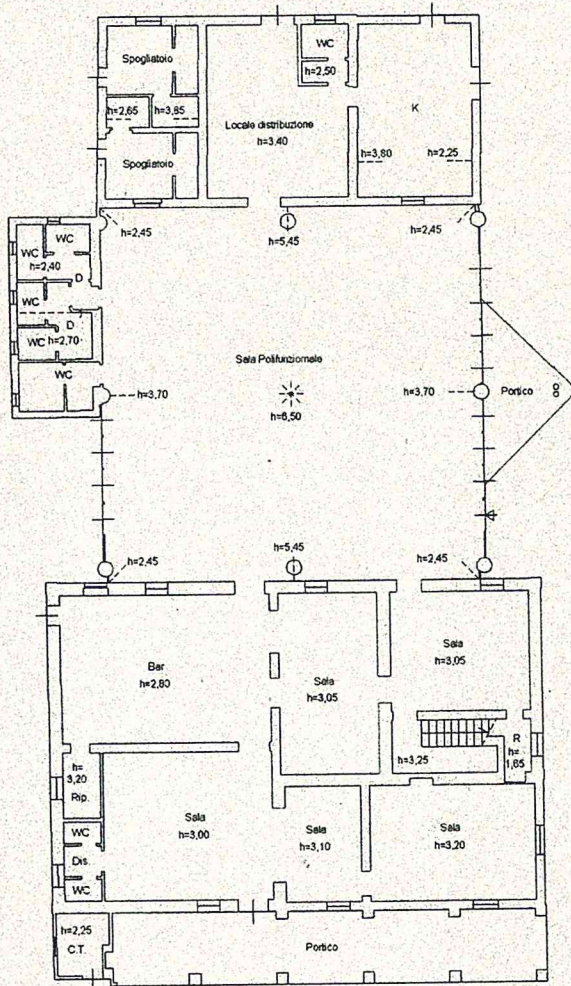 Spogliatoio
WC
h=2,50
h=2,65
h=3,85
K
Locale distribuzione
h=3,40
h=3,80
h=2,25
Spogliatoio
h=2,45
h=5,45
h=2,45
WC
WC
h=2,40
D
WC
D
WC
h=2,70
WC
Sala Polifunzionale
h=6,50
h=3,70
h=3,70
Portico
h=2,45
h=5,45
h=2,45
Bar
h=2,80
Sala
h=3,05
Sala
h=3,05
R
h=
1,85
h=3,25
h=
3,20
Rip.
Sala
h=3,00
Sala
h=3,10
Sala
h=3,20
WC
Dis.
WC
h=2,25
C.T.
Portico